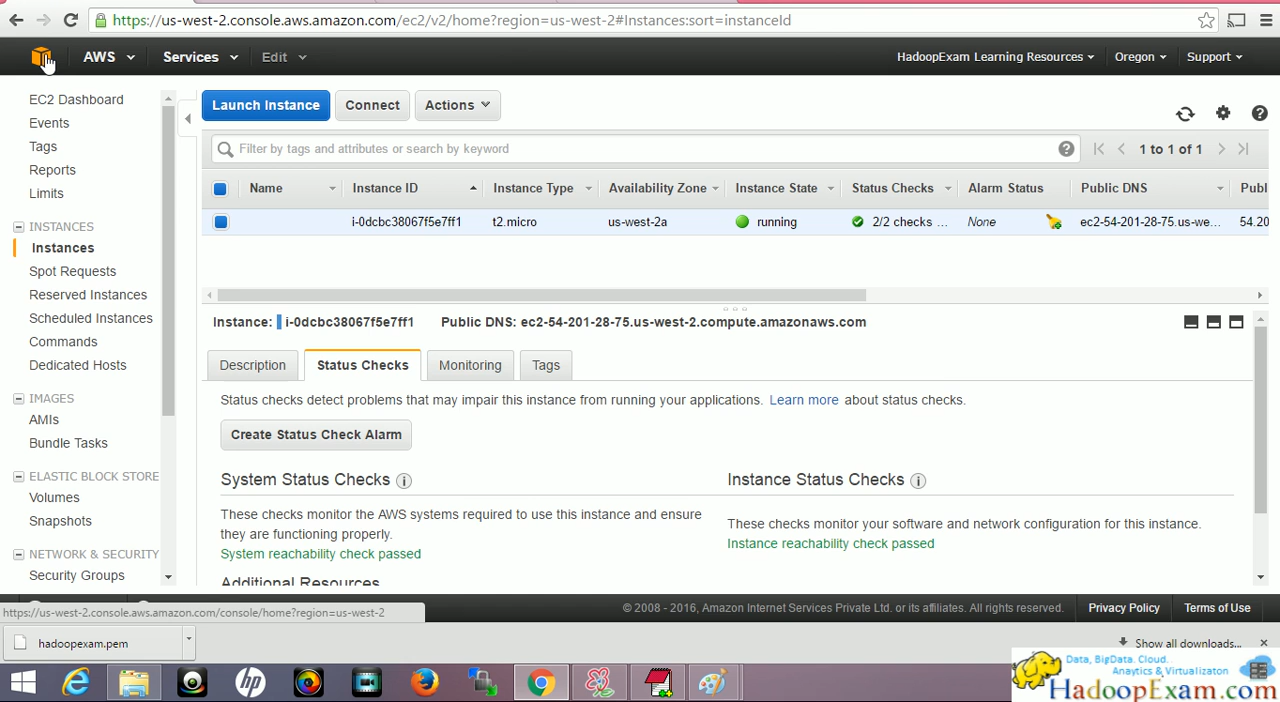 https://us-west-2.console.aws.amazon.com/ec2/v2/home?region=us-west-2#Instances:sort=instanceId
AWS Services Edit HadoopExam Learning Resources Oregon Support
EC2 Dashboard
Events
Tags
Reports
Limits
INSTANCES
Instances
Spot Requests
Reserved Instances
Scheduled Instances
Commands
Dedicated Hosts
IMAGES
AMIs
Bundle Tasks
ELASTIC BLOCK STORE
Volumes
Snapshots
NETWORK & SECURITY
Security Groups
Launch Instance Connect Actions
Filter by tags and attributes or search by keyword 1 to 1 of 1
Name Instance ID Instance Type Availability Zone Instance State Status Checks Alarm Status Public DNS Publ
i-0dcbc38067f5e7ff1 t2.micro us-west-2a running 2/2 checks ... None ec2-54-201-28-75.us-we... 54.20
Instance: i-0dcbc38067f5e7ff1 Public DNS: ec2-54-201-28-75.us-west-2.compute.amazonaws.com
Description Status Checks Monitoring Tags
Status checks detect problems that may impair this instance from running your applications. Learn more about status checks.
Create Status Check Alarm
System Status Checks
These checks monitor the AWS systems required to use this instance and ensure
they are functioning properly.
System reachability check passed
Instance Status Checks
These checks monitor your software and network configuration for this instance.
Instance reachability check passed
Additional Resources
© 2008 - 2016, Amazon Internet Services Private Ltd. or its affiliates. All rights reserved. Privacy Policy Terms of Use
https://us-west-2.console.aws.amazon.com/console/home?region=us-west-2
hadoopexam.pem
Show all downloads...
Data, BigData. Cloud.
Anaytics & Virtualizaton
HadoopExam.com